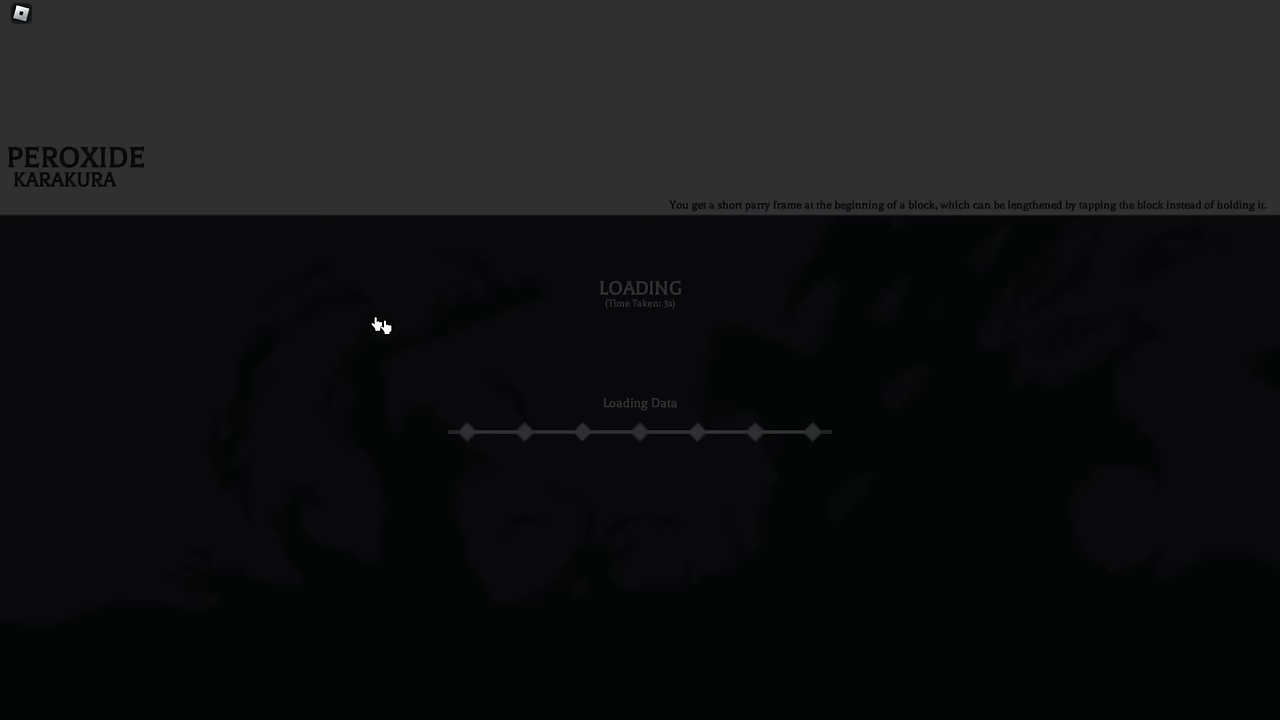 PEROXIDE
KARAKURA
You get a short parry frame at the beginning of a block, which can be lengthened by tapping the block instead of holding it.
LOADING
(Time Taken: 3s)
Loading Data